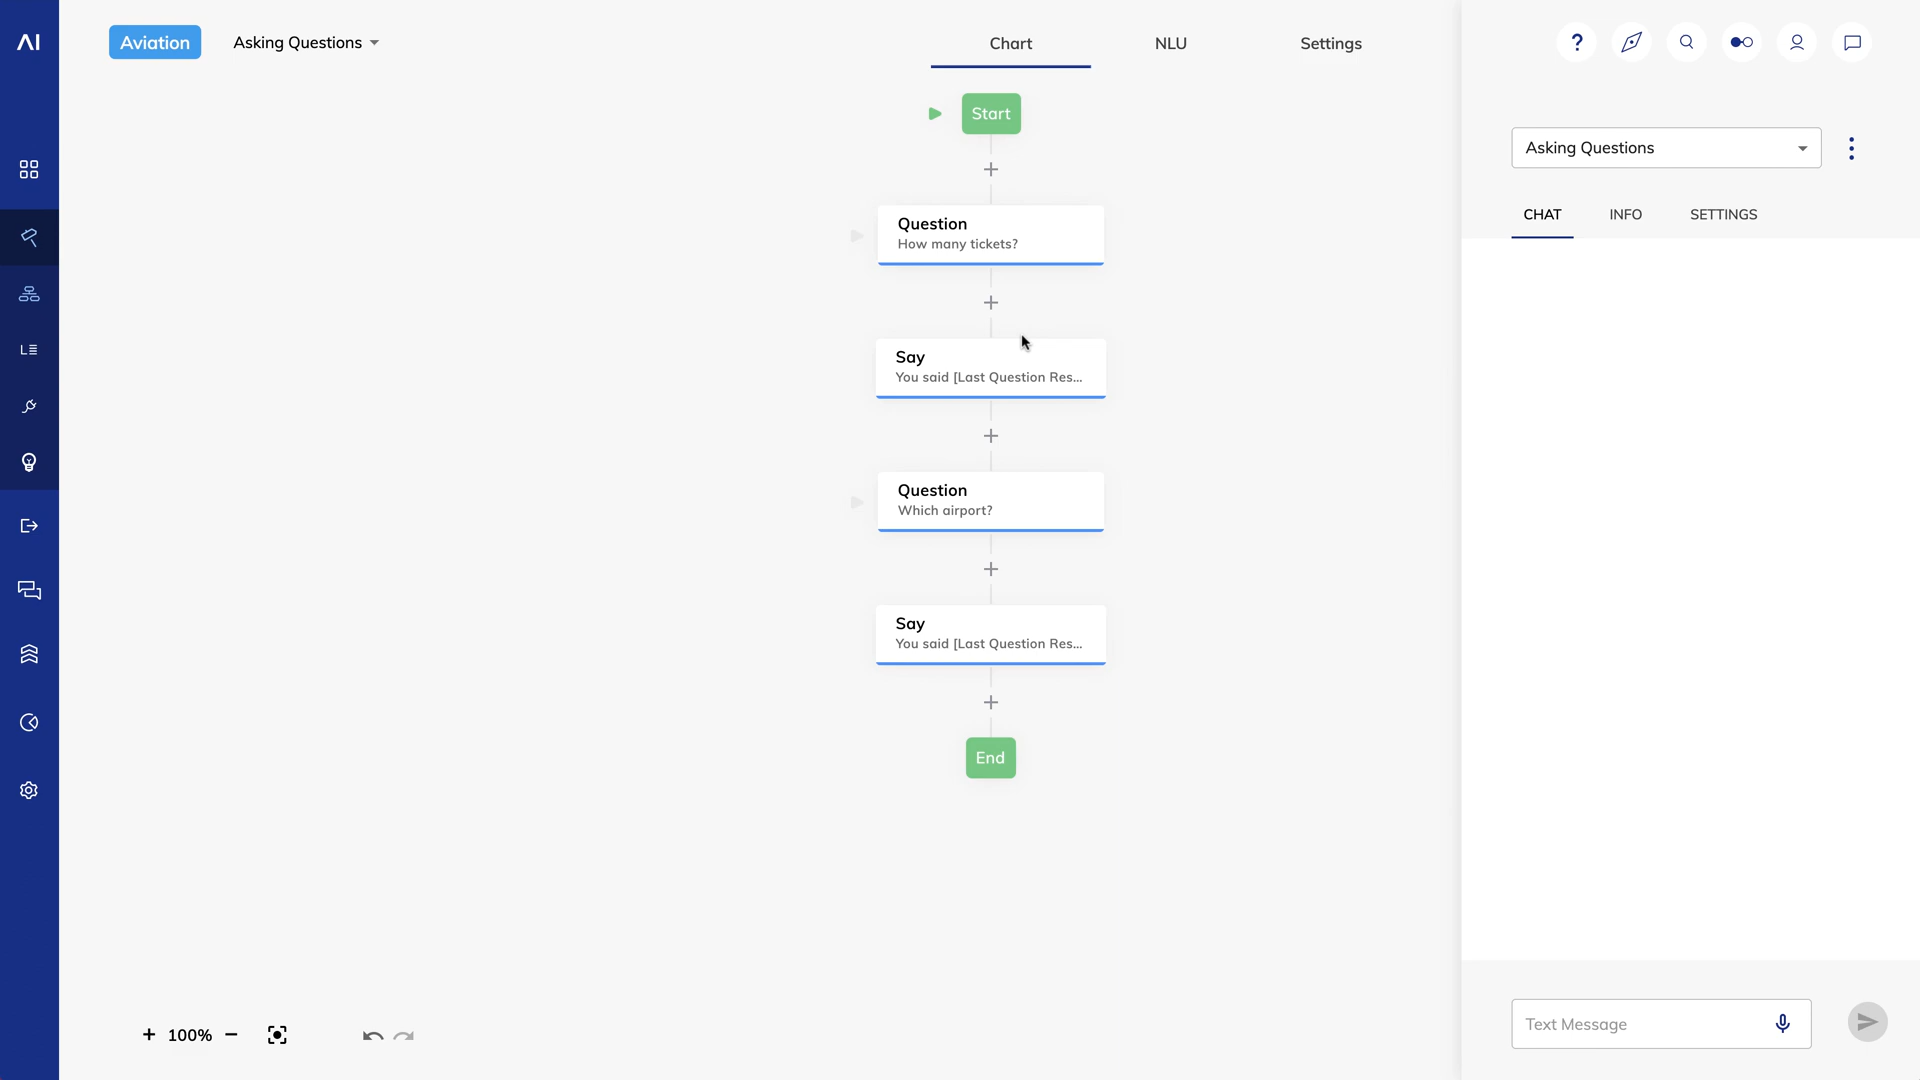 AI
Aviation
Asking Questions
Chart
NLU
Settings
?
Start
Question
How many tickets?
Say
You said [Last Question Res...
Question
Which airport?
Say
You said [Last Question Res...
End
+ 100% −
Asking Questions
CHAT
INFO
SETTINGS
Text Message